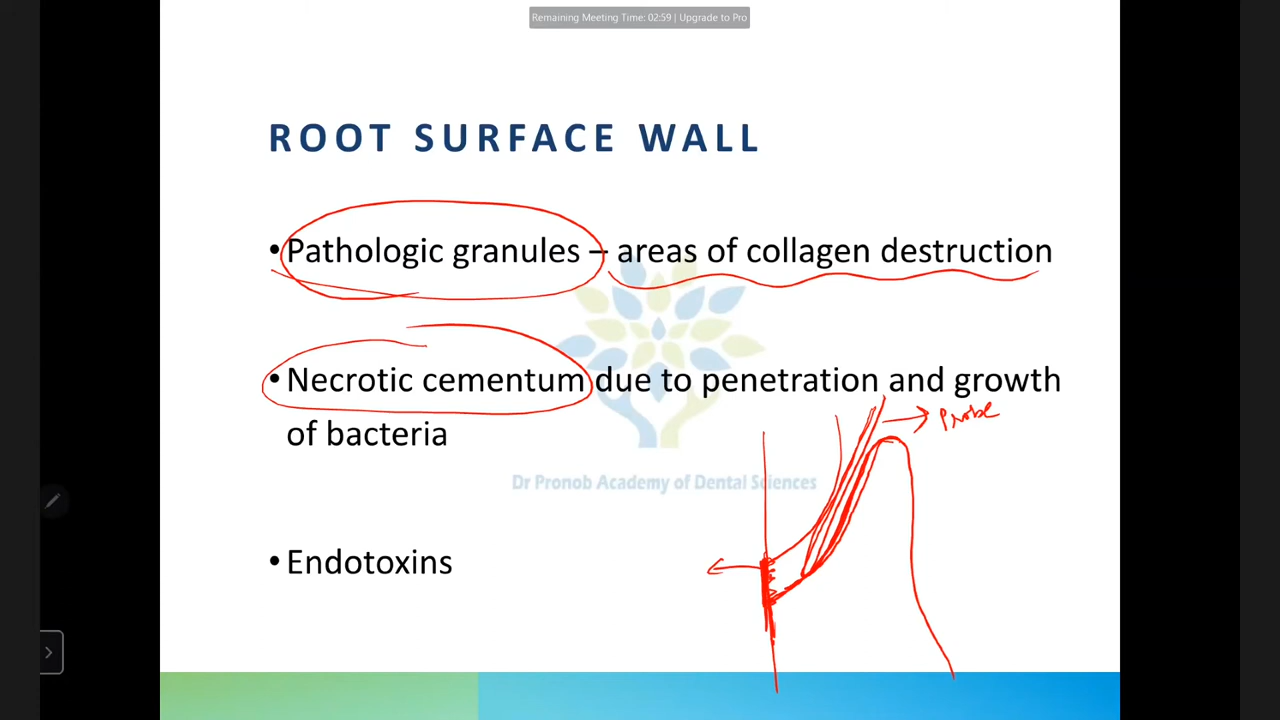 Remaining Meeting Time: 02:59 | Upgrade to Pro
ROOT SURFACE WALL
•Pathologic granules – areas of collagen destruction
•Necrotic cementum due to penetration and growth
of bacteria
Probe
Dr Pronob Academy of Dental Sciences
•Endotoxins